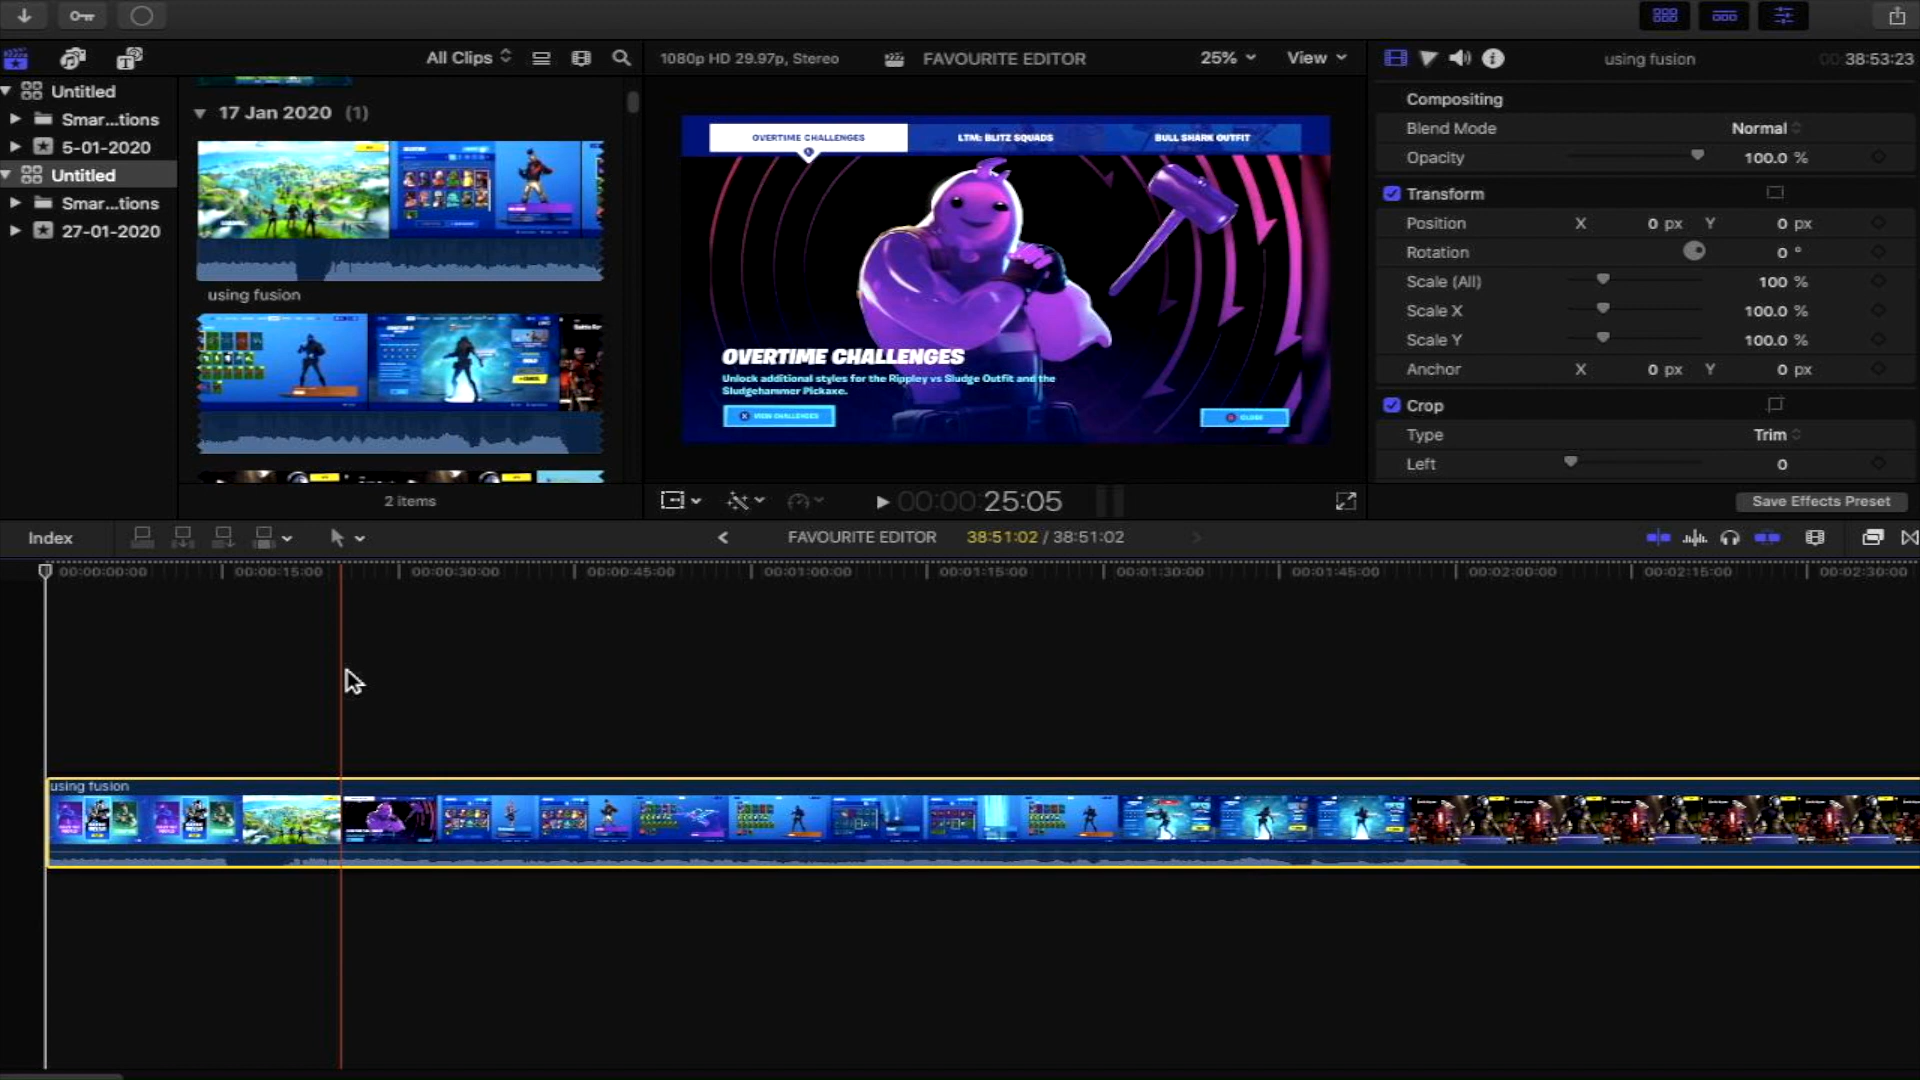 All Clips
1080p HD 29.97p, Stereo
FAVOURITE EDITOR
25%
View
using fusion
00:38:53:23
Untitled
Smar...tions
5-01-2020
Untitled
Smar...tions
27-01-2020
17 Jan 2020 (1)
using fusion
2 items
OVERTIME CHALLENGES
LTM: BLITZ SQUADS
BULL SHARK OUTFIT
OVERTIME CHALLENGES
Unlock additional styles for the Rippley vs Sludge Outfit and the
Sludgehammer Pickaxe.
VIEW CHALLENGES
CLOSE
00:00:25:05
Compositing
Blend Mode Normal
Opacity 100.0 %
Transform
Position X 0 px Y 0 px
Rotation 0 °
Scale (All) 100 %
Scale X 100.0 %
Scale Y 100.0 %
Anchor X 0 px Y 0 px
Crop
Type Trim
Left 0
Save Effects Preset
Index
FAVOURITE EDITOR
38:51:02 / 38:51:02
00:00:00:00 00:00:15:00 00:00:30:00 00:00:45:00 00:01:00:00 00:01:15:00 00:01:30:00 00:01:45:00 00:02:00:00 00:02:15:00 00:02:30:00
using fusion